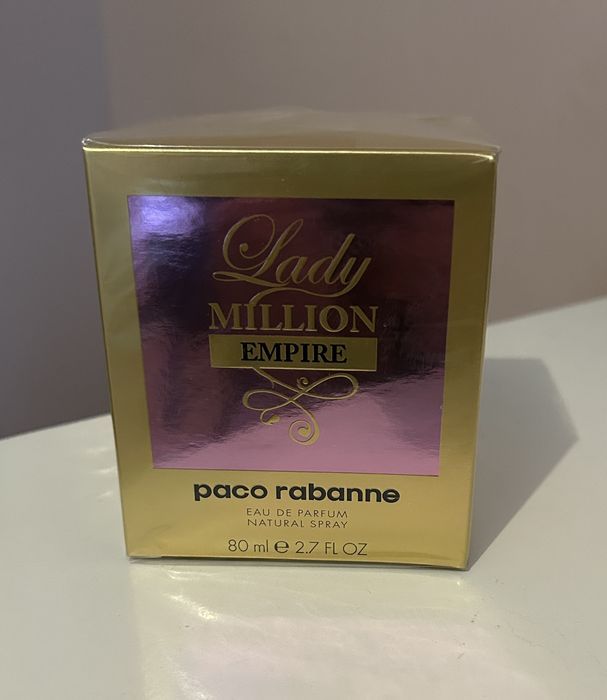 Lady
MILLION
EMPIRE
paco rabanne
EAU DE PARFUM
NATURAL SPRAY
80 ml ℮ 2.7 FL OZ